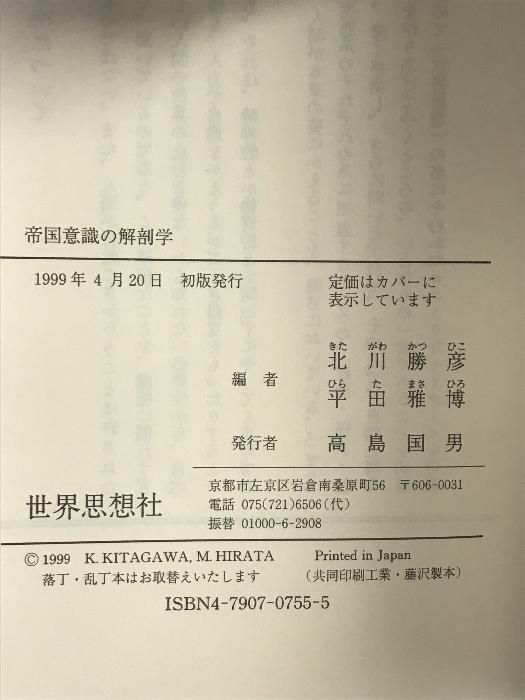 帝国意識の解剖学
1999年4月20日 初版発行
定価はカバーに
表示しています
編者
きた がわ かつ ひこ
北川勝彦
ひら た まさ ひろ
平田雅博
発行者 高島国男
世界思想社
京都市左京区岩倉南桑原町56 〒606-0031
電話 075(721)6506(代)
振替 01000-6-2908
© 1999 K. KITAGAWA, M. HIRATA Printed in Japan
落丁・乱丁本はお取替えいたします (共同印刷工業・藤沢製本)
ISBN4-7907-0755-5